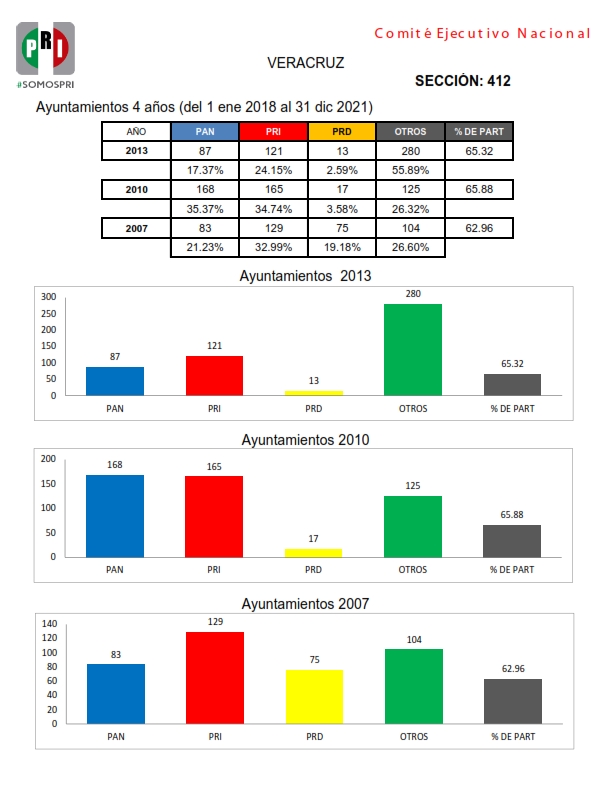 Comité Ejecutivo Nacional
PRI
#SOMOSPRI
VERACRUZ
SECCIÓN: 412
Ayuntamientos 4 años (del 1 ene 2018 al 31 dic 2021)
AÑO PAN PRI PRD OTROS % DE PART
2013 87 121 13 280 65.32
17.37% 24.15% 2.59% 55.89%
2010 168 165 17 125 65.88
35.37% 34.74% 3.58% 26.32%
2007 83 129 75 104 62.96
21.23% 32.99% 19.18% 26.60%
Ayuntamientos 2013
300
250
200
150
100
50
0
87 121 13 280 65.32
PAN PRI PRD OTROS % DE PART
Ayuntamientos 2010
200
150
100
50
0
168 165 17 125 65.88
PAN PRI PRD OTROS % DE PART
Ayuntamientos 2007
140
120
100
80
60
40
20
0
83 129 75 104 62.96
PAN PRI PRD OTROS % DE PART